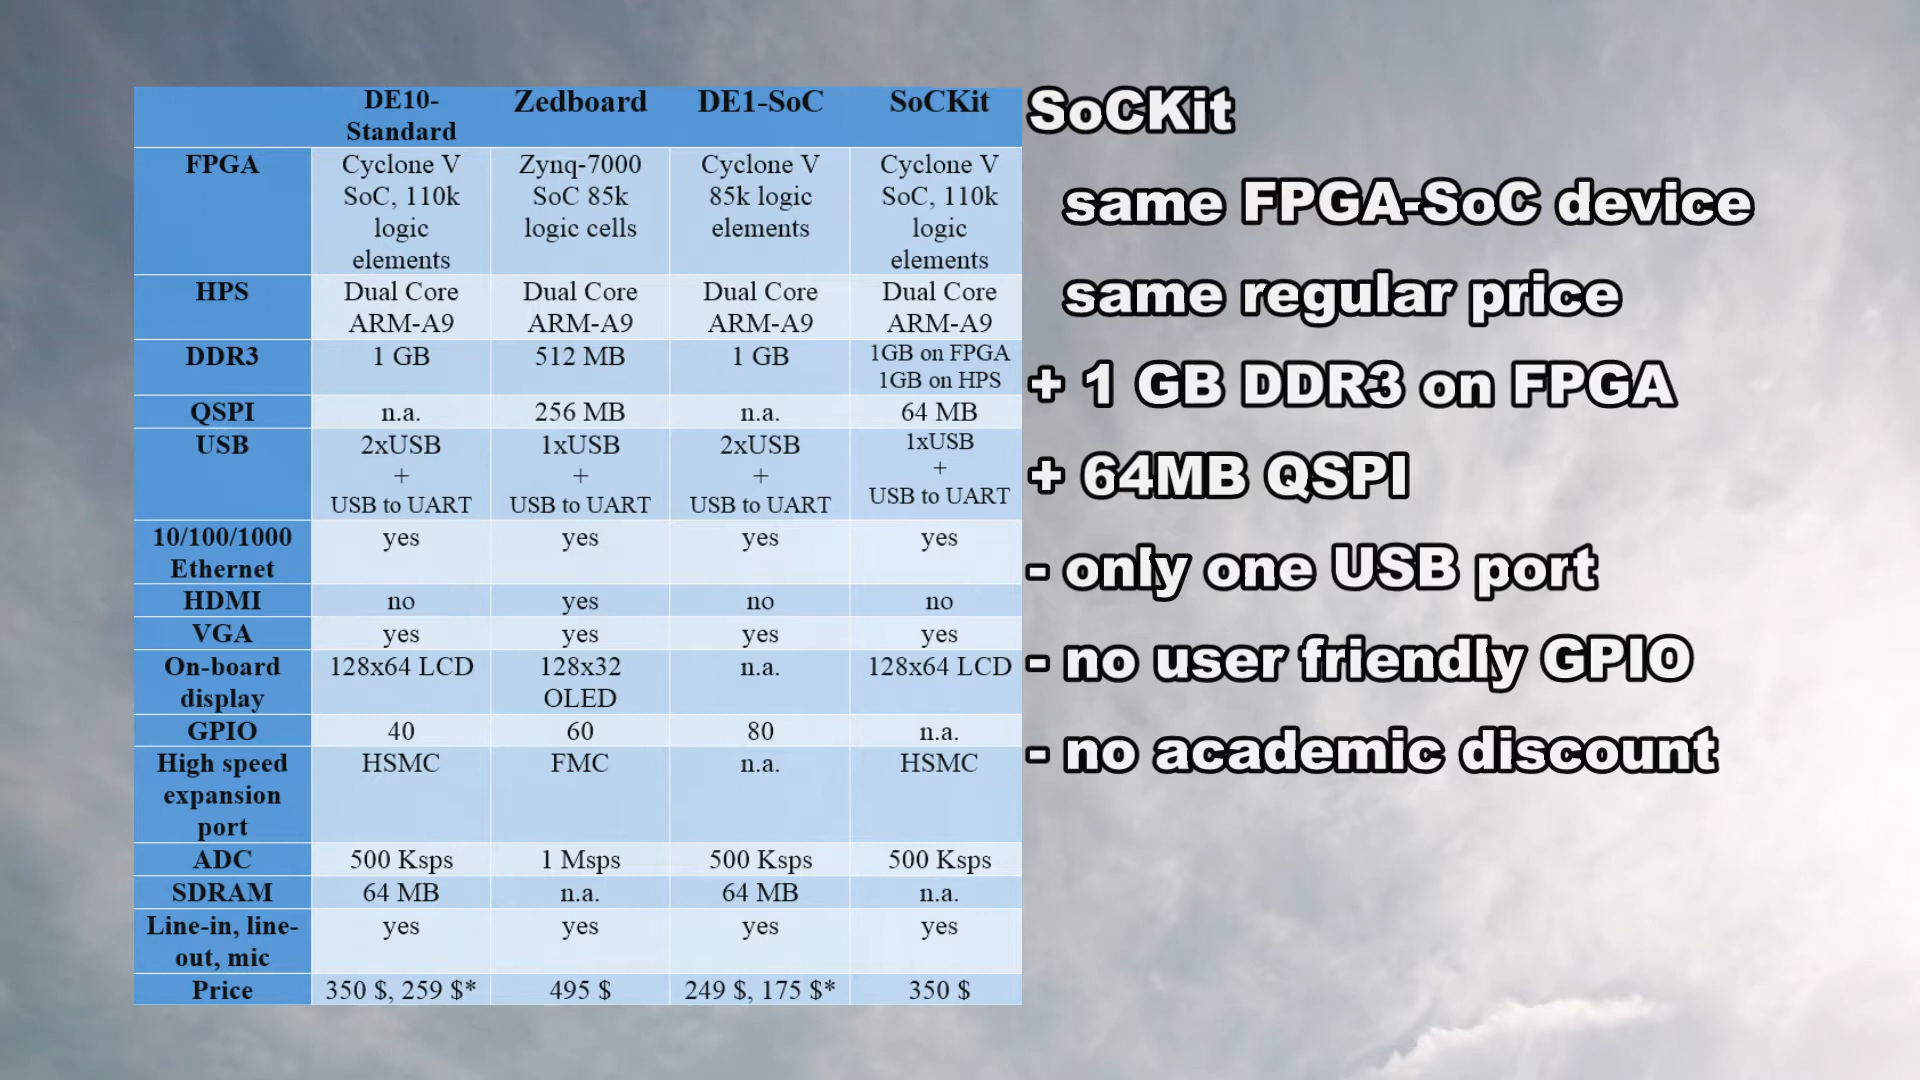 DE10-
Standard
Zedboard
DE1-SoC
SoCKit
FPGA
Cyclone V
SoC, 110k
logic
elements
Zynq-7000
SoC 85k
logic cells
Cyclone V
85k logic
elements
Cyclone V
SoC, 110k
logic
elements
HPS
Dual Core
ARM-A9
Dual Core
ARM-A9
Dual Core
ARM-A9
Dual Core
ARM-A9
DDR3
1 GB
512 MB
1 GB
1GB on FPGA
1GB on HPS
QSPI
n.a.
256 MB
n.a.
64 MB
USB
2xUSB
+
USB to UART
1xUSB
+
USB to UART
2xUSB
+
USB to UART
1xUSB
+
USB to UART
10/100/1000
Ethernet
yes
yes
yes
yes
HDMI
no
yes
no
no
VGA
yes
yes
yes
yes
On-board
display
128x64 LCD
128x32
OLED
n.a.
128x64 LCD
GPIO
40
60
80
n.a.
High speed
expansion
port
HSMC
FMC
n.a.
HSMC
ADC
500 Ksps
1 Msps
500 Ksps
500 Ksps
SDRAM
64 MB
n.a.
64 MB
n.a.
Line-in, line-
out, mic
yes
yes
yes
yes
Price
350 $, 259 $*
495 $
249 $, 175 $*
350 $
SoCKit
same FPGA-SoC device
same regular price
+ 1 GB DDR3 on FPGA
+ 64MB QSPI
- only one USB port
- no user friendly GPIO
- no academic discount